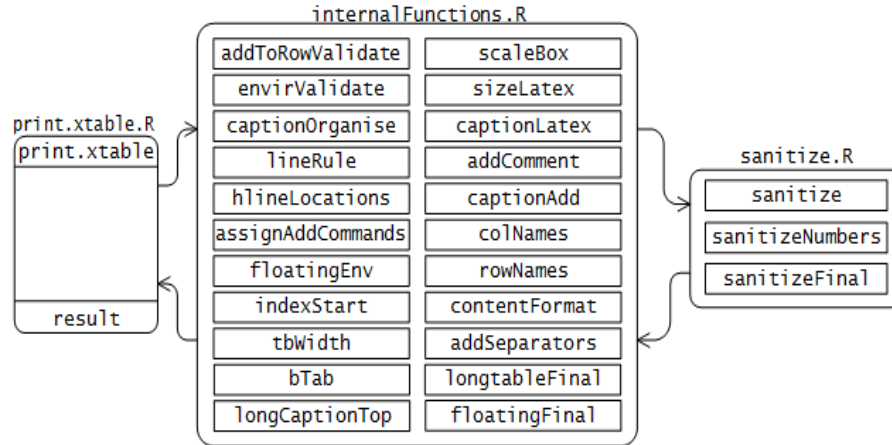 internalFunctions.R
addToRowValidate
scaleBox
envirValidate
sizeLatex
print.xtable.R
captionOrganise
captionLatex
print.xtable
lineRule
addComment
sanitize.R
hlineLocations
captionAdd
sanitize
assignAddCommands
colNames
sanitizeNumbers
floatingEnv
rowNames
sanitizeFinal
indexStart
contentFormat
result
tbWidth
addSeparators
bTab
longtableFinal
longCaptionTop
floatingFinal